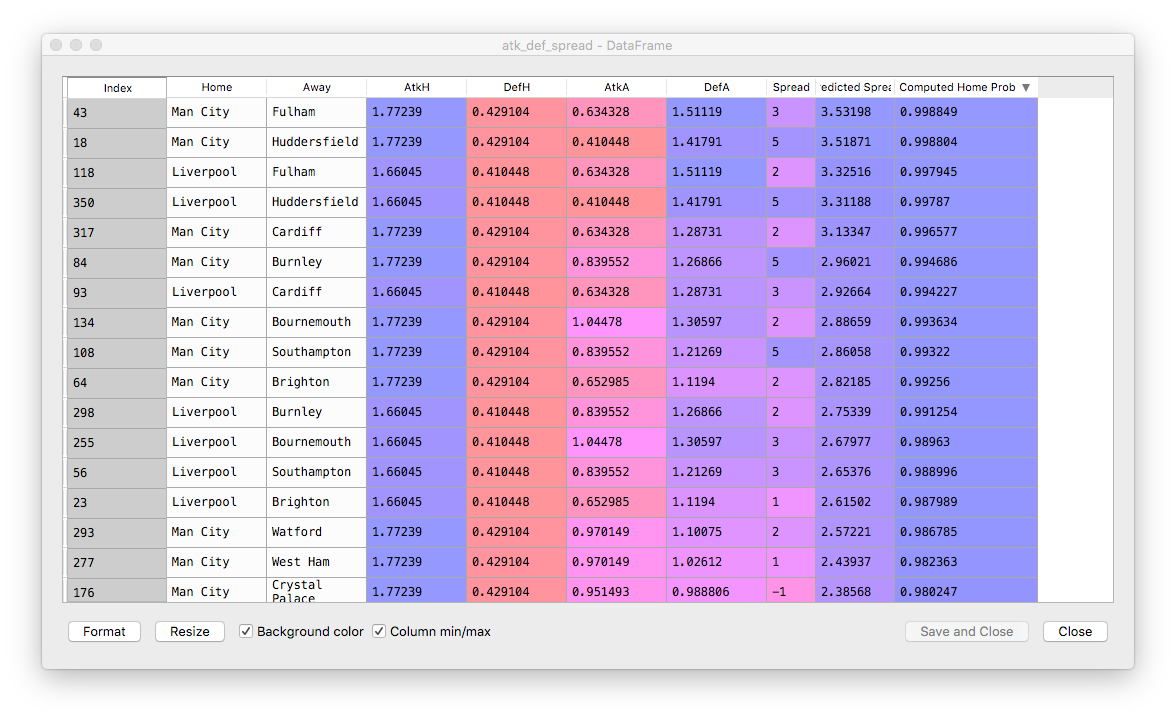 atk_def_spread - DataFrame
Index Home Away AtkH DefH AtkA DefA Spread edicted Sprea Computed Home Prob
43 Man City Fulham 1.77239 0.429104 0.634328 1.51119 3 3.53198 0.998849
18 Man City Huddersfield 1.77239 0.429104 0.410448 1.41791 5 3.51871 0.998804
118 Liverpool Fulham 1.66045 0.410448 0.634328 1.51119 2 3.32516 0.997945
350 Liverpool Huddersfield 1.66045 0.410448 0.410448 1.41791 5 3.31188 0.99787
317 Man City Cardiff 1.77239 0.429104 0.634328 1.28731 2 3.13347 0.996577
84 Man City Burnley 1.77239 0.429104 0.839552 1.26866 5 2.96021 0.994686
93 Liverpool Cardiff 1.66045 0.410448 0.634328 1.28731 3 2.92664 0.994227
134 Man City Bournemouth 1.77239 0.429104 1.04478 1.30597 2 2.88659 0.993634
108 Man City Southampton 1.77239 0.429104 0.839552 1.21269 5 2.86058 0.99322
64 Man City Brighton 1.77239 0.429104 0.652985 1.1194 2 2.82185 0.99256
298 Liverpool Burnley 1.66045 0.410448 0.839552 1.26866 2 2.75339 0.991254
255 Liverpool Bournemouth 1.66045 0.410448 1.04478 1.30597 3 2.67977 0.98963
56 Liverpool Southampton 1.66045 0.410448 0.839552 1.21269 3 2.65376 0.988996
23 Liverpool Brighton 1.66045 0.410448 0.652985 1.1194 1 2.61502 0.987989
293 Man City Watford 1.77239 0.429104 0.970149 1.10075 2 2.57221 0.986785
277 Man City West Ham 1.77239 0.429104 0.970149 1.02612 1 2.43937 0.982363
176 Man City Crystal Palace 1.77239 0.429104 0.951493 0.988806 -1 2.38568 0.980247
Format Resize Background color Column min/max Save and Close Close